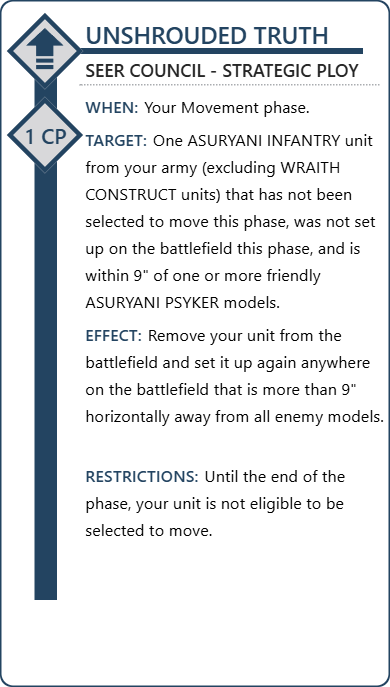 UNSHROUDED TRUTH
SEER COUNCIL - STRATEGIC PLOY
WHEN: Your Movement phase.
1 CP
TARGET: One ASURYANI INFANTRY unit
from your army (excluding WRAITH
CONSTRUCT units) that has not been
selected to move this phase, was not set
up on the battlefield this phase, and is
within 9" of one or more friendly
ASURYANI PSYKER models.
EFFECT: Remove your unit from the
battlefield and set it up again anywhere
on the battlefield that is more than 9"
horizontally away from all enemy models.
RESTRICTIONS: Until the end of the
phase, your unit is not eligible to be
selected to move.